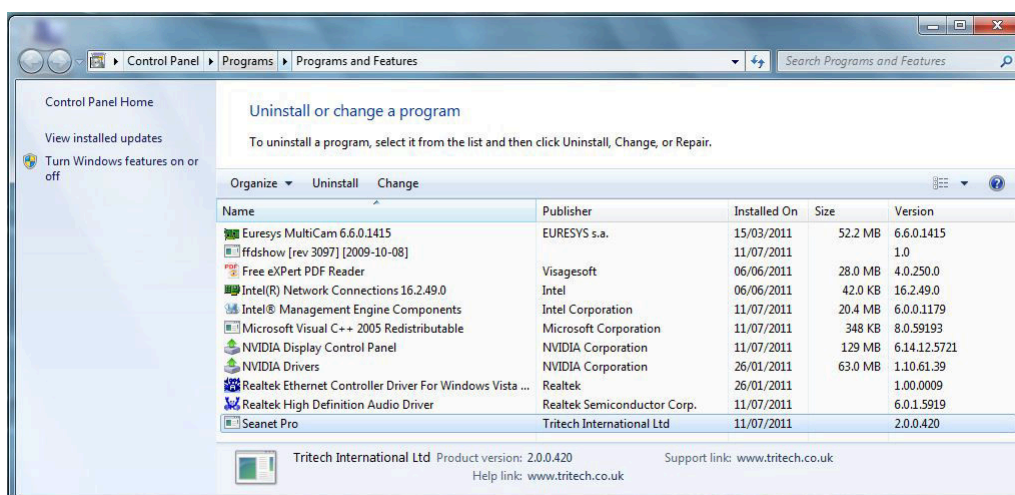 Control Panel ▸ Programs ▸ Programs and Features
Search Programs and Features
Control Panel Home
View installed updates
Turn Windows features on or
off
Uninstall or change a program
To uninstall a program, select it from the list and then click Uninstall, Change, or Repair.
Organize Uninstall Change
Name Publisher Installed On Size Version
Euresys MultiCam 6.6.0.1415 EURESYS s.a. 15/03/2011 52.2 MB 6.6.0.1415
ffdshow [rev 3097] [2009-10-08] 11/07/2011 1.0
PDF Free eXPert PDF Reader Visagesoft 06/06/2011 28.0 MB 4.0.250.0
Intel(R) Network Connections 16.2.49.0 Intel 06/06/2011 42.0 KB 16.2.49.0
Intel® Management Engine Components Intel Corporation 11/07/2011 20.4 MB 6.0.0.1179
Microsoft Visual C++ 2005 Redistributable Microsoft Corporation 11/07/2011 348 KB 8.0.59193
NVIDIA Display Control Panel NVIDIA Corporation 11/07/2011 129 MB 6.14.12.5721
NVIDIA Drivers NVIDIA Corporation 26/01/2011 63.0 MB 1.10.61.39
Realtek Ethernet Controller Driver For Windows Vista ... Realtek 26/01/2011 1.00.0009
Realtek High Definition Audio Driver Realtek Semiconductor Corp. 11/07/2011 6.0.1.5919
Seanet Pro Tritech International Ltd 11/07/2011 2.0.0.420
Tritech International Ltd Product version: 2.0.0.420 Support link: www.tritech.co.uk
Help link: www.tritech.co.uk